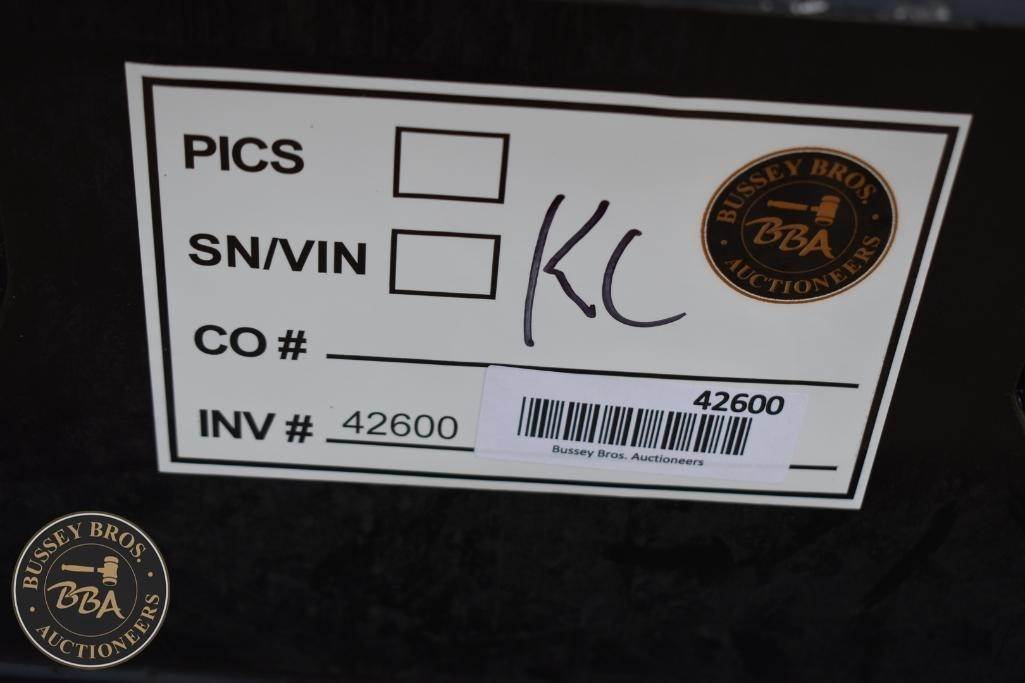 PICS
SN/VIN
KC
CO #
INV # 42600
42600
Bussey Bros. Auctioneers
BUSSEY BROS.
BBA
AUCTIONEERS
BUSSEY BROS.
BBA
AUCTIONEERS